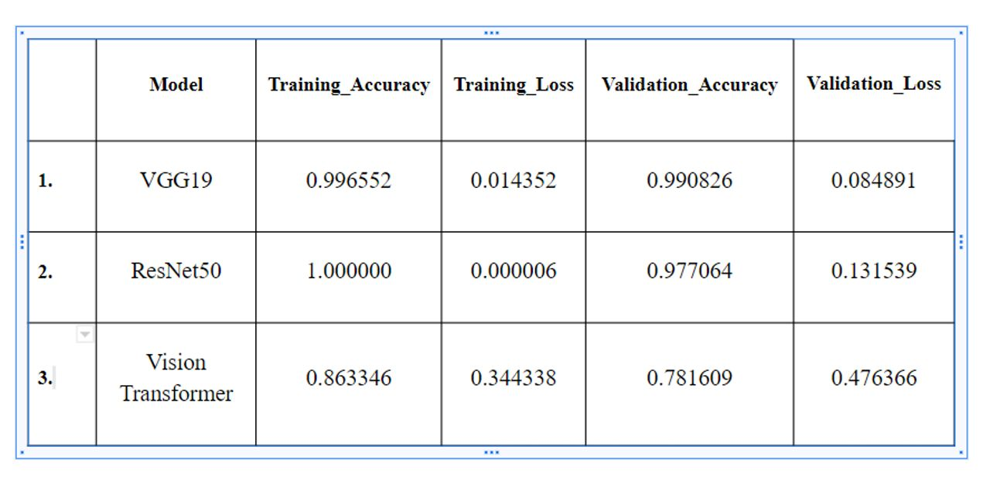 Model Training_Accuracy Training_Loss Validation_Accuracy Validation_Loss
1. VGG19 0.996552 0.014352 0.990826 0.084891
2. ResNet50 1.000000 0.000006 0.977064 0.131539
3. Vision Transformer 0.863346 0.344338 0.781609 0.476366